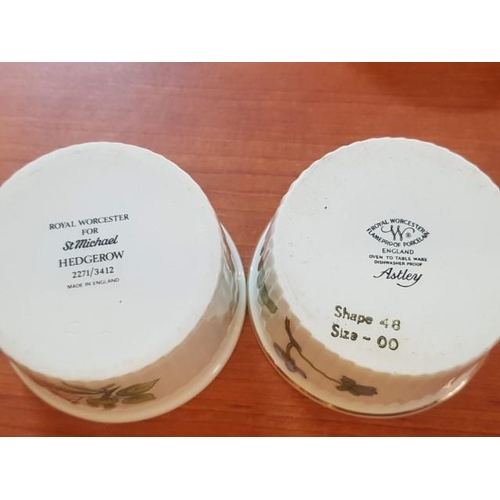 ROYAL WORCESTER
FOR
St Michael
HEDGEROW
2271/3412
MADE IN ENGLAND
ROYAL WORCESTER
W®
FLAMEPROOF PORCELAIN
ENGLAND
OVEN TO TABLE WARE
DISHWASHER PROOF
Astley
Shape 48
Size - 00